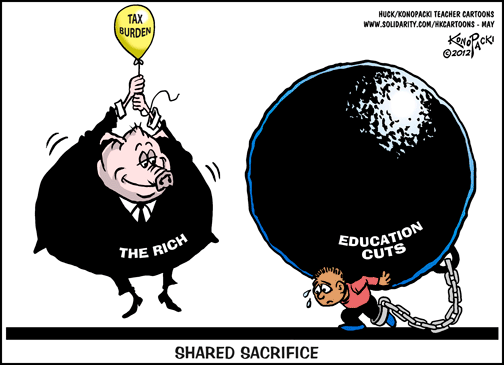 HUCK/KONOPACKI TEACHER CARTOONS
WWW.SOLIDARITY.COM/HKCARTOONS - MAY
KONOPACKI
©2012
TAX
BURDEN
THE RICH
EDUCATION
CUTS
SHARED SACRIFICE